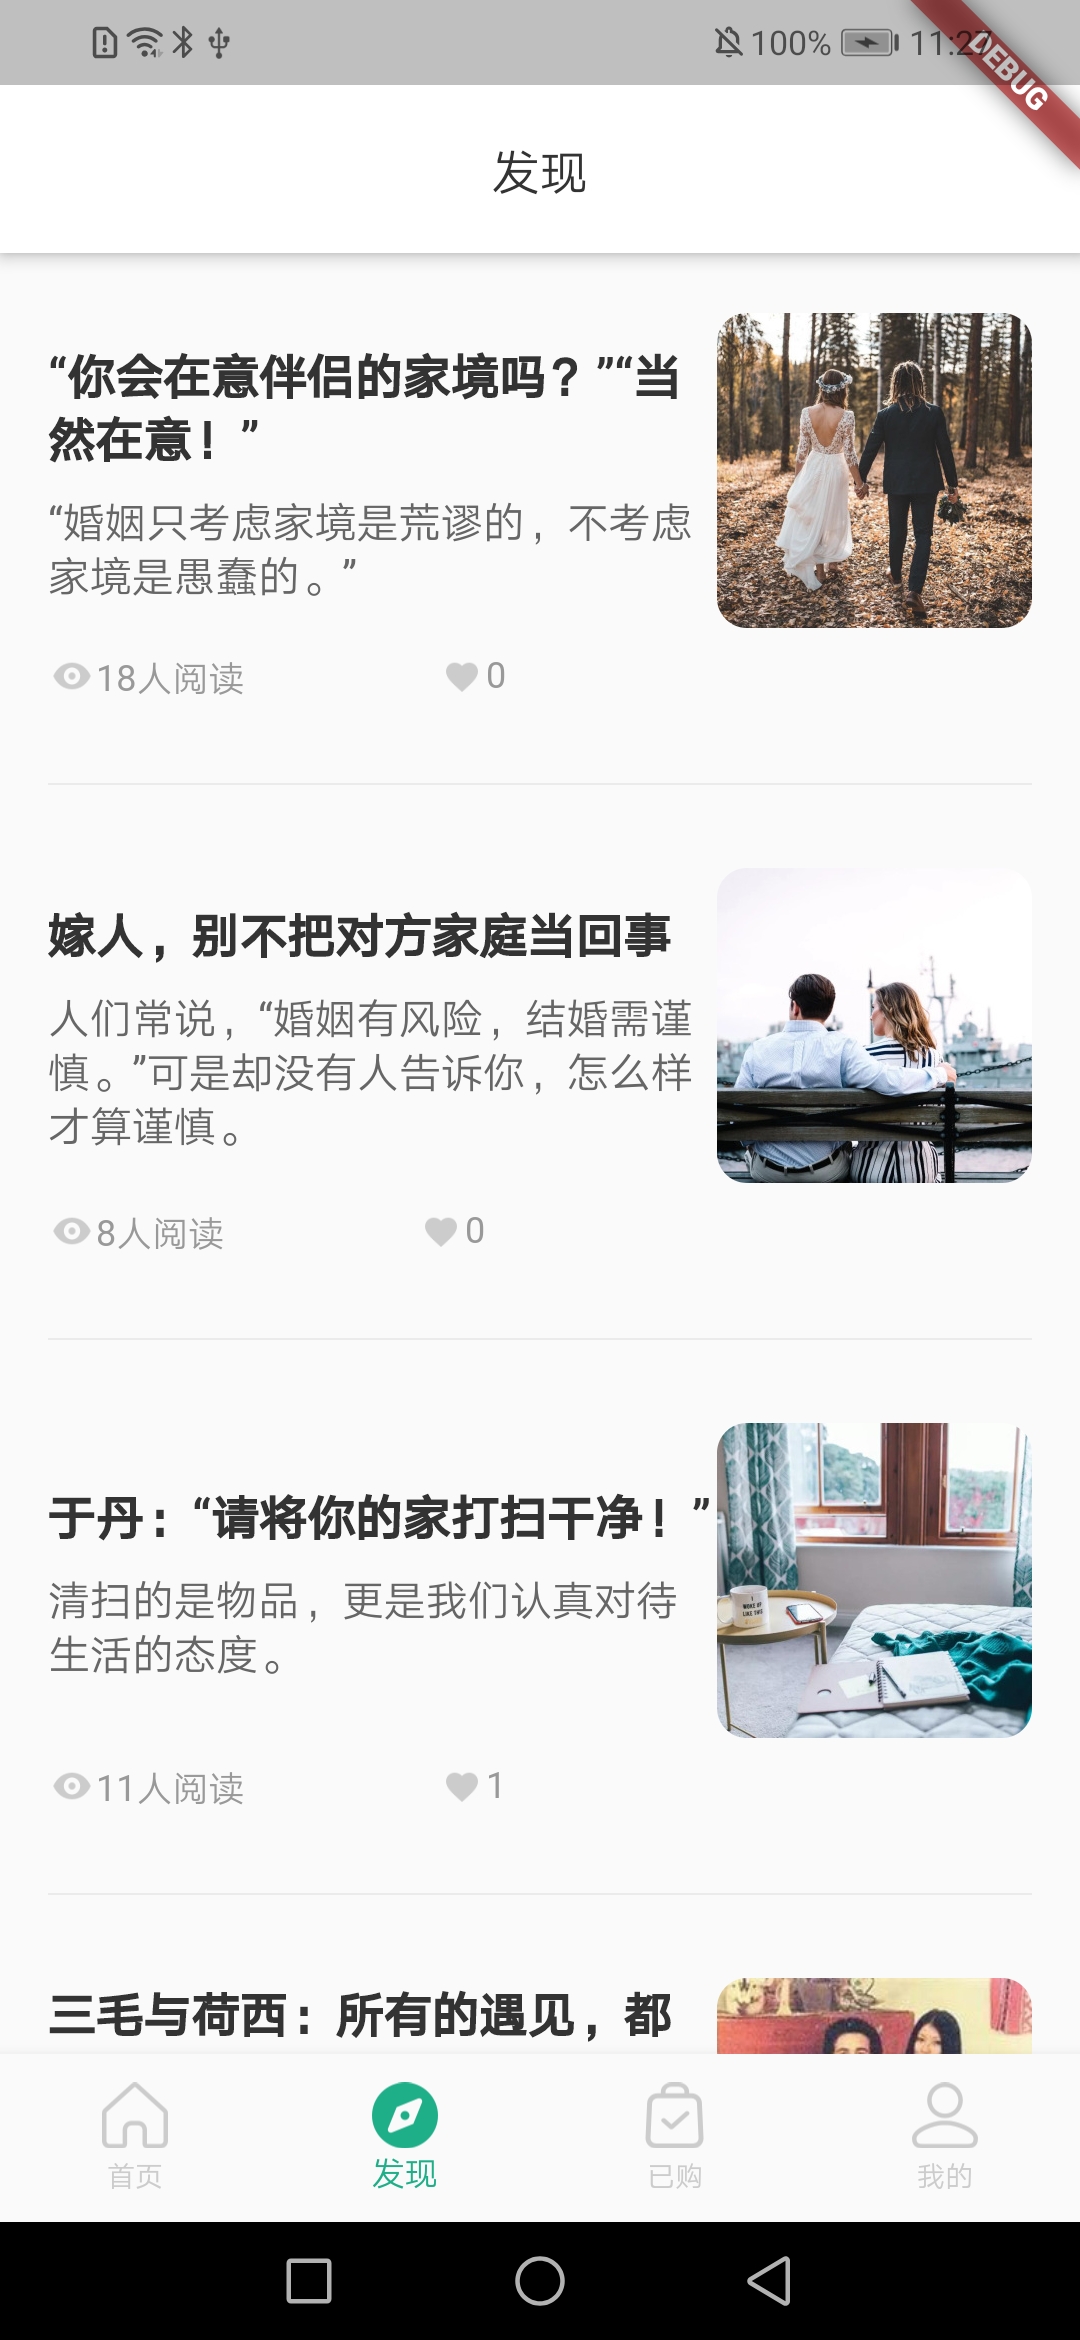 100% 11:27
DEBUG
发现
“你会在意伴侣的家境吗？”“当
然在意！”
“婚姻只考虑家境是荒谬的，不考虑
家境是愚蠢的。”
18人阅读 0
嫁人，别不把对方家庭当回事
人们常说，“婚姻有风险，结婚需谨
慎。”可是却没有人告诉你，怎么样
才算谨慎。
8人阅读 0
于丹：“请将你的家打扫干净！”
清扫的是物品，更是我们认真对待
生活的态度。
I
WOKE UP
LIKE THIS
11人阅读 1
三毛与荷西：所有的遇见，都
首页 发现 已购 我的